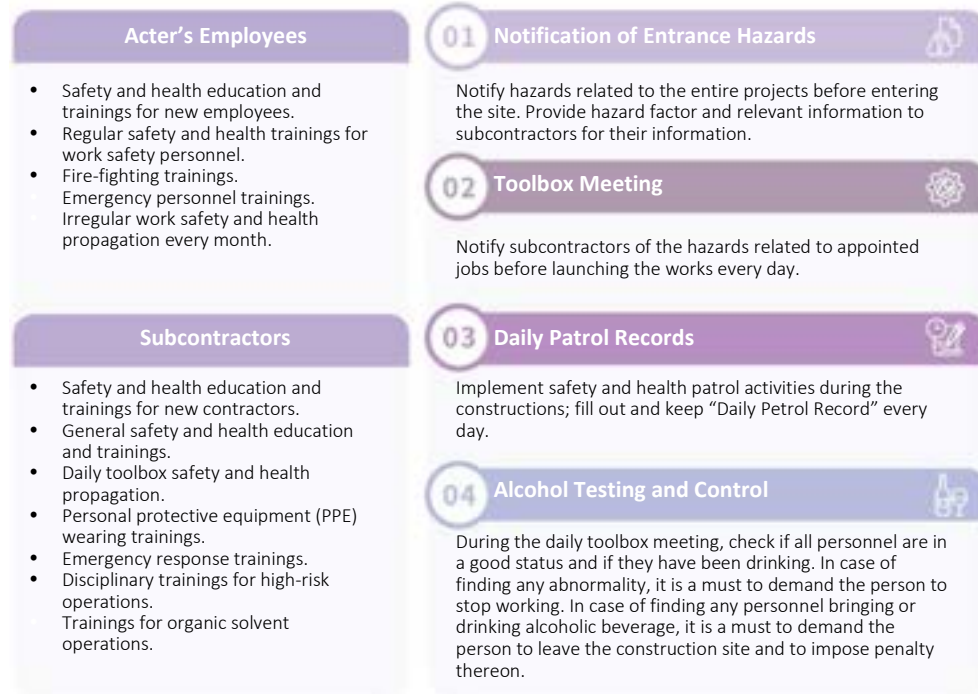 Acter’s Employees
• Safety and health education and
trainings for new employees.
• Regular safety and health trainings for
work safety personnel.
• Fire-fighting trainings.
Emergency personnel trainings.
Irregular work safety and health
propagation every month.
Subcontractors
• Safety and health education and
trainings for new contractors.
• General safety and health education
and trainings.
• Daily toolbox safety and health
propagation.
• Personal protective equipment (PPE)
wearing trainings.
• Emergency response trainings.
• Disciplinary trainings for high-risk
operations.
Trainings for organic solvent
operations.
01 Notification of Entrance Hazards
Notify hazards related to the entire projects before entering
the site. Provide hazard factor and relevant information to
subcontractors for their information.
02 Toolbox Meeting
Notify subcontractors of the hazards related to appointed
jobs before launching the works every day.
03 Daily Patrol Records
Implement safety and health patrol activities during the
constructions; fill out and keep “Daily Petrol Record” every
day.
04 Alcohol Testing and Control
During the daily toolbox meeting, check if all personnel are in
a good status and if they have been drinking. In case of
finding any abnormality, it is a must to demand the person to
stop working. In case of finding any personnel bringing or
drinking alcoholic beverage, it is a must to demand the
person to leave the construction site and to impose penalty
thereon.